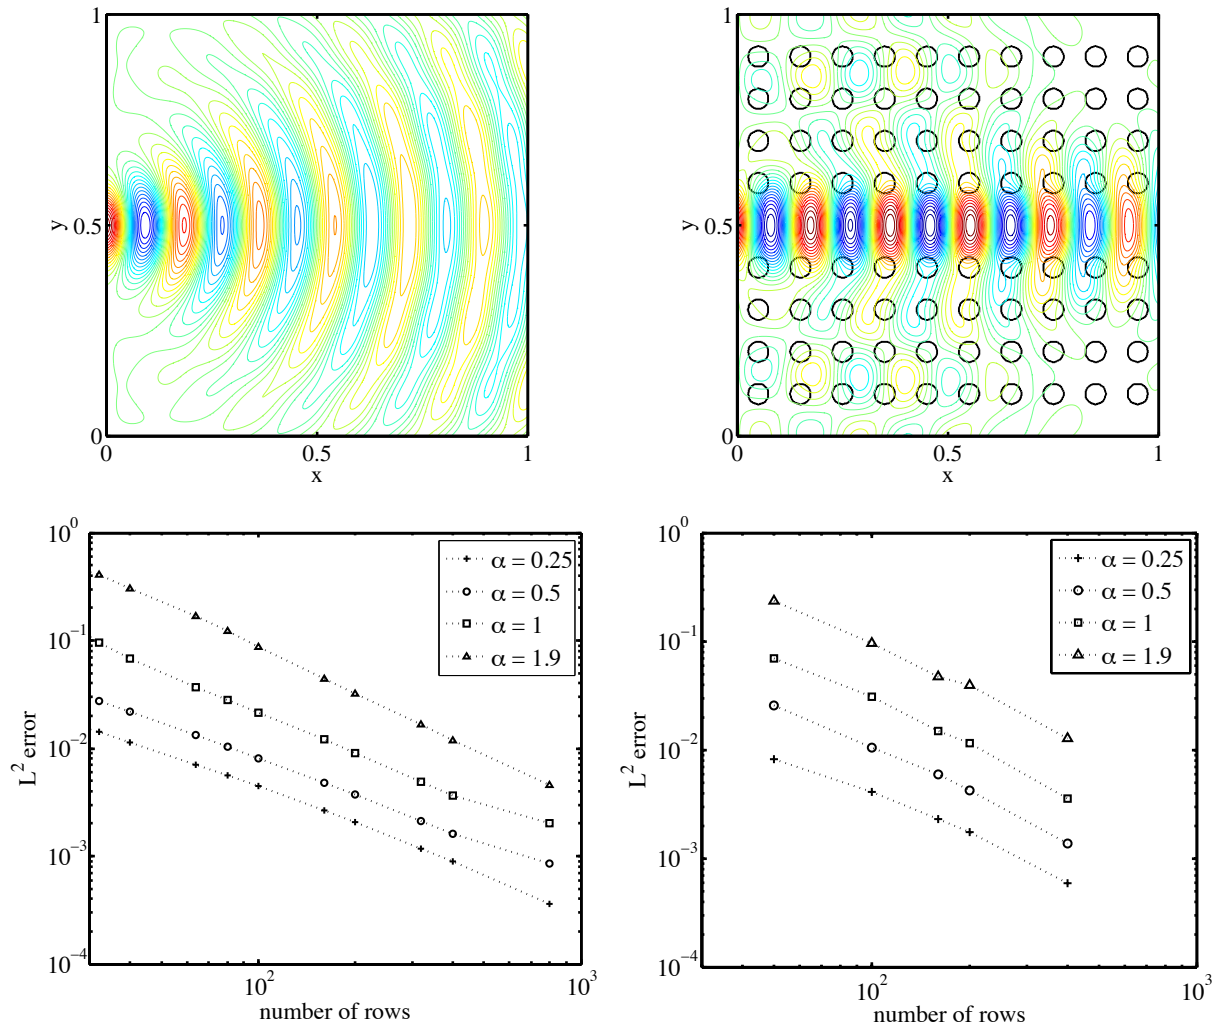 1
y
0.5
0
0
0.5
1
x
1
y
0.5
0
0
0.5
1
x
10^0
10^-1
10^-2
10^-3
10^-4
L^2 error
α = 0.25
α = 0.5
α = 1
α = 1.9
10^2
10^3
number of rows
10^0
10^-1
10^-2
10^-3
10^-4
L^2 error
α = 0.25
α = 0.5
α = 1
α = 1.9
10^2
10^3
number of rows